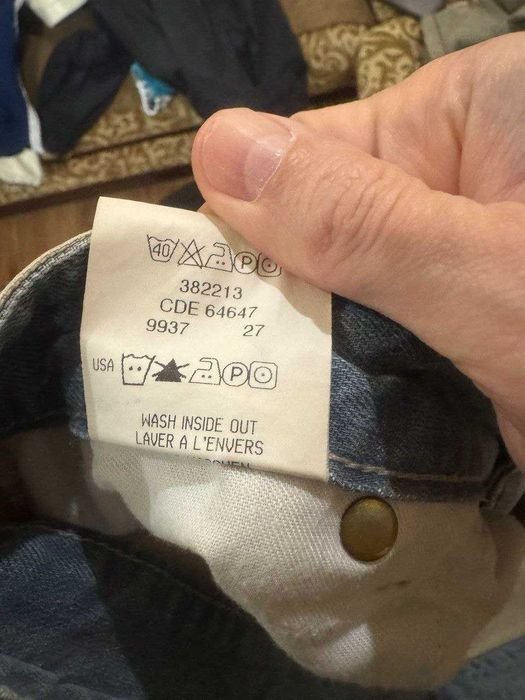 40 P
382213
CDE 64647
9937 27
USA P
WASH INSIDE OUT
LAVER A L'ENVERS